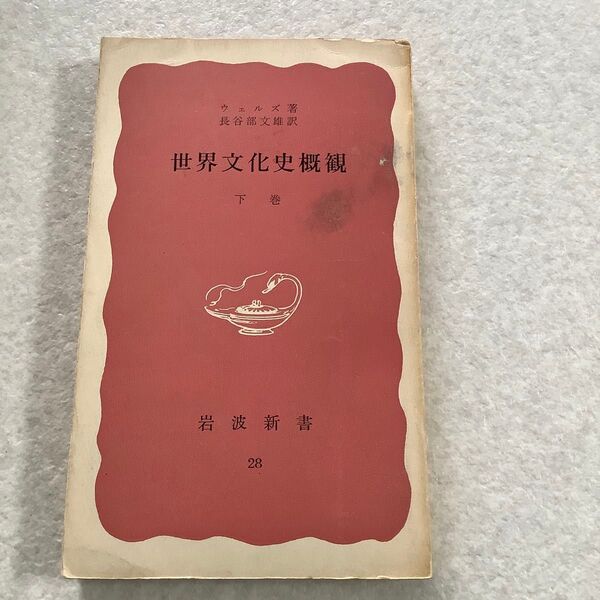 ウェルズ著
長谷部文雄訳
世界文化史概観
下巻
岩波新書
28